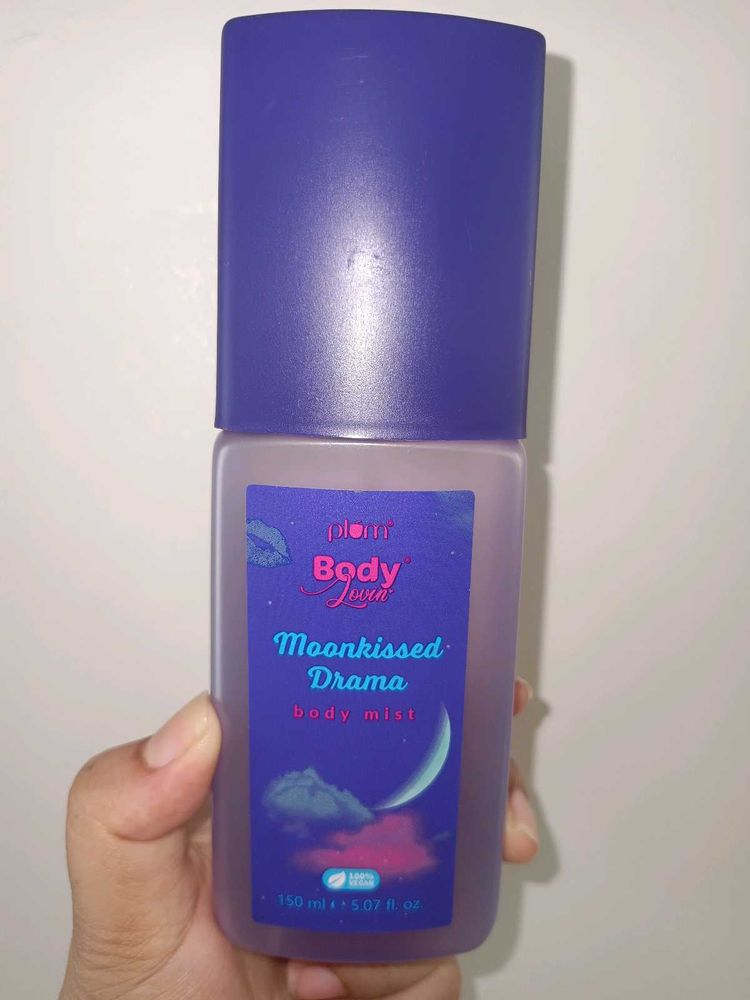 plum®
Body
Lovin'
Moonkissed
Drama
body mist
100%
VEGAN
150 ml e 5.07 fl. oz.